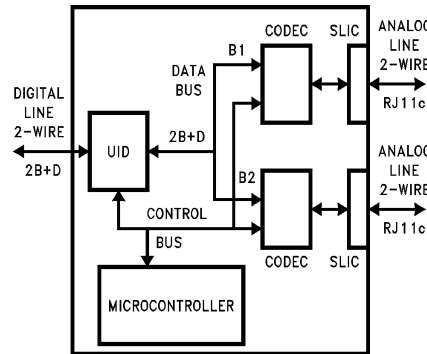 CODEC
SLIC
ANALOG
LINE
2-WIRE
RJ11c
B1
DATA
BUS
DIGITAL
LINE
2-WIRE
2B+D
UID
2B+D
B2
CONTROL
BUS
CODEC
SLIC
ANALOG
LINE
2-WIRE
RJ11c
MICROCONTROLLER